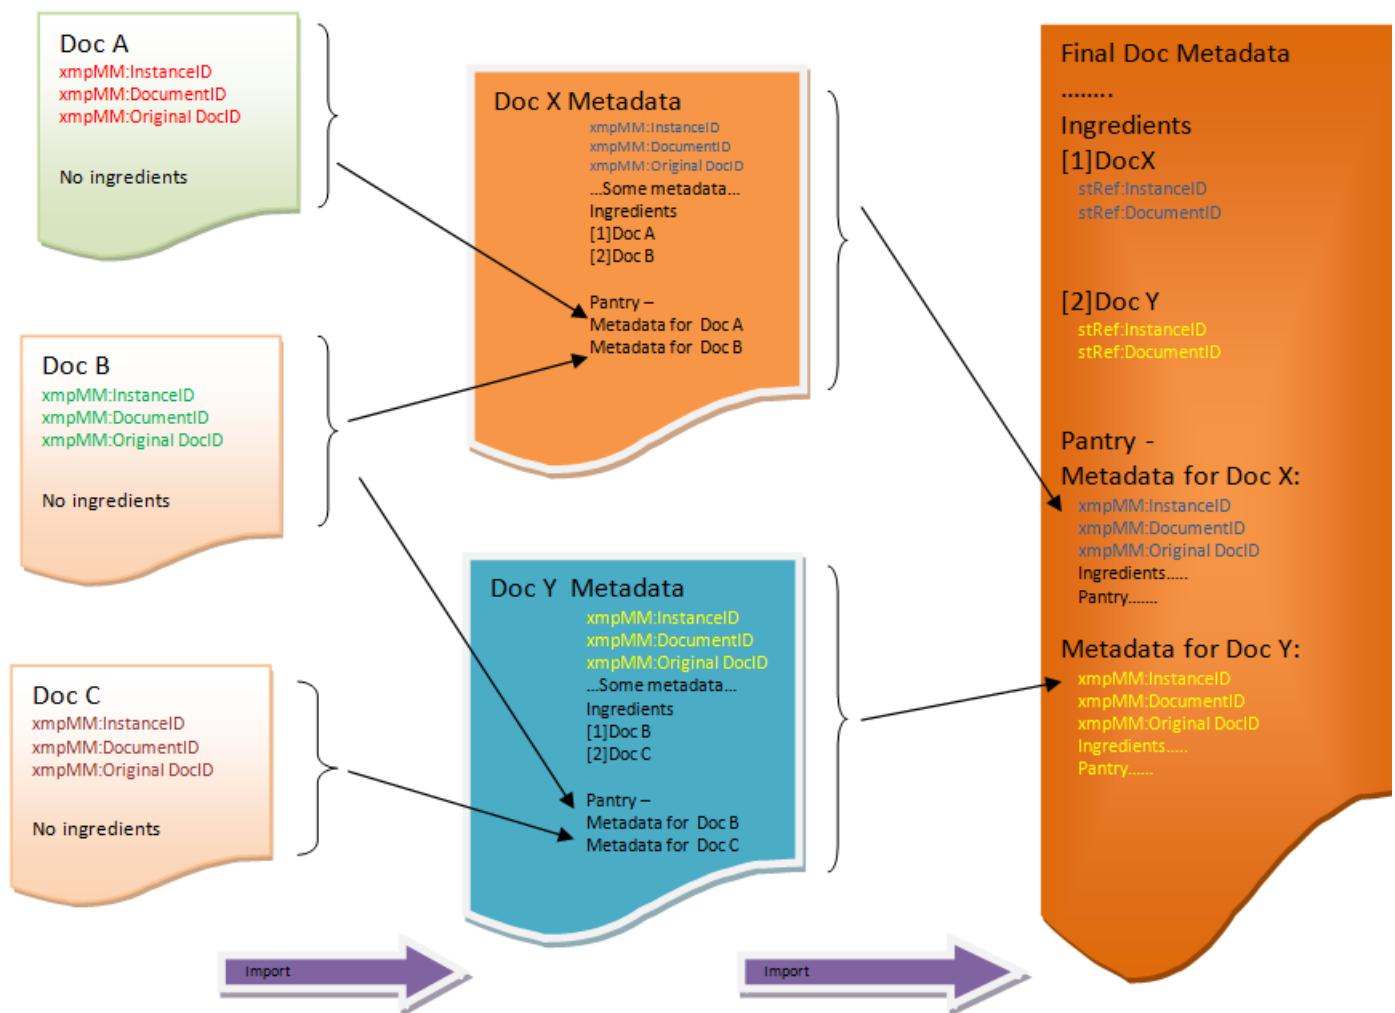 Doc A
xmpMM:InstanceID
xmpMM:DocumentID
xmpMM:Original DocID
No ingredients
Doc B
xmpMM:InstanceID
xmpMM:DocumentID
xmpMM:Original DocID
No ingredients
Doc C
xmpMM:InstanceID
xmpMM:DocumentID
xmpMM:Original DocID
No ingredients
Doc X Metadata
xmpMM:InstanceID
xmpMM:DocumentID
xmpMM:Original DocID
...Some metadata...
Ingredients
[1]Doc A
[2]Doc B
Pantry –
Metadata for Doc A
Metadata for Doc B
Doc Y Metadata
xmpMM:InstanceID
xmpMM:DocumentID
xmpMM:Original DocID
...Some metadata...
Ingredients
[1]Doc B
[2]Doc C
Pantry –
Metadata for Doc B
Metadata for Doc C
Final Doc Metadata
........
Ingredients
[1]DocX
stRef:InstanceID
stRef:DocumentID
[2]Doc Y
stRef:InstanceID
stRef:DocumentID
Pantry -
Metadata for Doc X:
xmpMM:InstanceID
xmpMM:DocumentID
xmpMM:Original DocID
Ingredients.....
Pantry.......
Metadata for Doc Y:
xmpMM:InstanceID
xmpMM:DocumentID
xmpMM:Original DocID
Ingredients.....
Pantry......
Import
Import